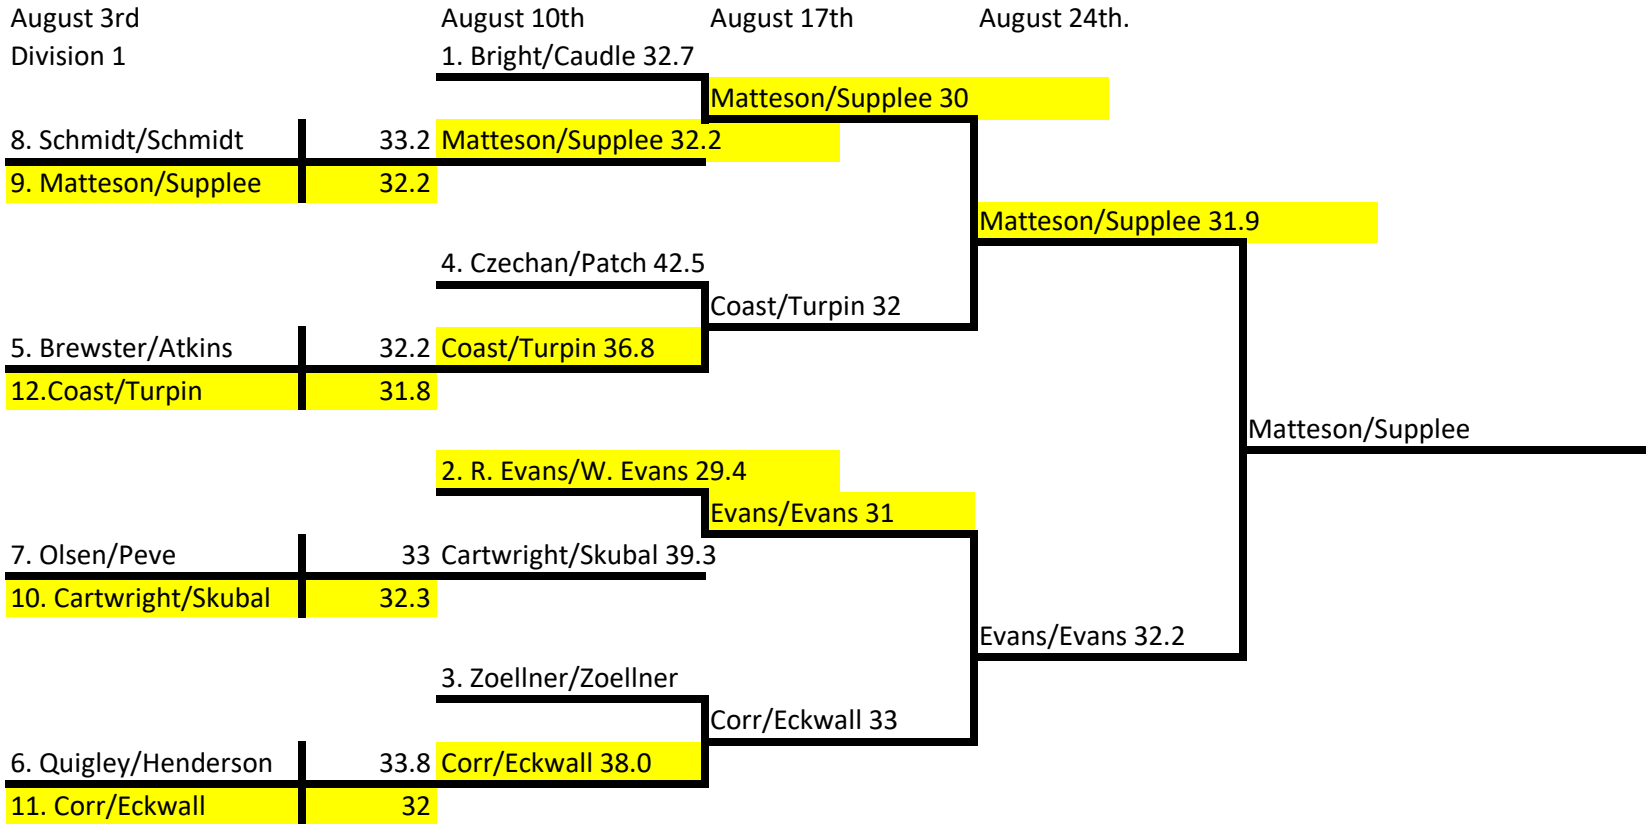 August 3rd August 10th August 17th August 24th.
Division 1 1. Bright/Caudle 32.7
Matteson/Supplee 30
8. Schmidt/Schmidt 33.2 Matteson/Supplee 32.2
9. Matteson/Supplee 32.2
Matteson/Supplee 31.9
4. Czechan/Patch 42.5
Coast/Turpin 32
5. Brewster/Atkins 32.2 Coast/Turpin 36.8
12.Coast/Turpin 31.8
Matteson/Supplee
2. R. Evans/W. Evans 29.4
Evans/Evans 31
7. Olsen/Peve 33 Cartwright/Skubal 39.3
10. Cartwright/Skubal 32.3
Evans/Evans 32.2
3. Zoellner/Zoellner
Corr/Eckwall 33
6. Quigley/Henderson 33.8 Corr/Eckwall 38.0
11. Corr/Eckwall 32